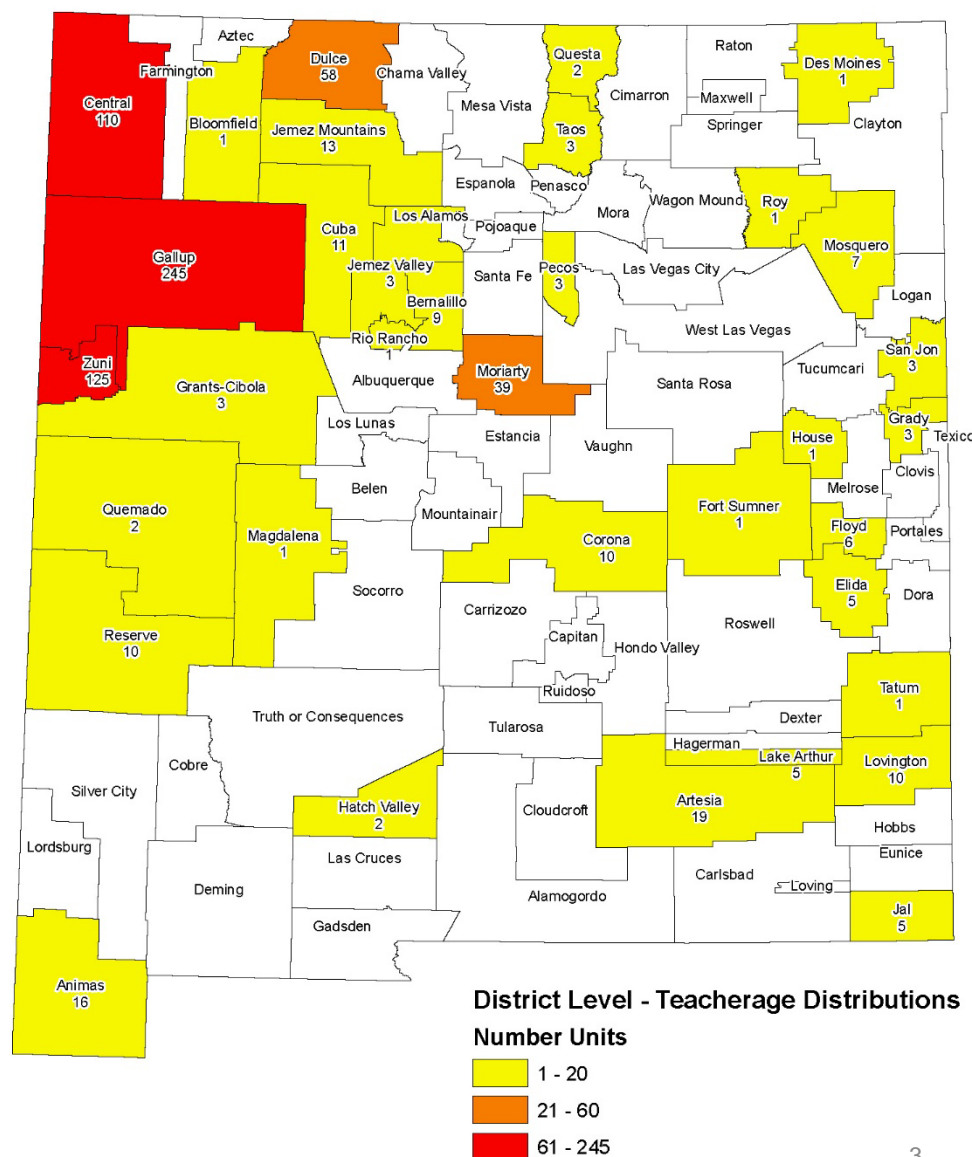 Aztec
Dulce
58
Chama Valley
Questa
2
Raton
Des Moines
1
Farmington
Central
110
Bloomfield
1
Mesa Vista
Cimarron
Maxwell
Springer
Clayton
Jemez Mountains
13
Taos
3
Espanola
Penasco
Wagon Mound
Roy
1
Mora
Los Alamos
Pojoaque
Cuba
11
Mosquero
7
Gallup
245
Jemez Valley
3
Santa Fe
Pecos
3
Las Vegas City
Logan
Bernalillo
9
West Las Vegas
Rio Rancho
1
San Jon
3
Zuni
125
Albuquerque
Moriarty
39
Tucumcari
Grants-Cibola
3
Santa Rosa
Los Lunas
Estancia
Vaughn
House
1
Grady
3
Texico
Belen
Clovis
Melrose
Quemado
2
Magdalena
1
Mountainair
Fort Sumner
1
Corona
10
Floyd
6
Portales
Socorro
Elida
5
Dora
Carrizozo
Roswell
Reserve
10
Capitan
Hondo Valley
Ruidoso
Tatum
1
Truth or Consequences
Dexter
Tularosa
Hagerman
Lake Arthur
5
Lovington
10
Cobre
Silver City
Hatch Valley
2
Cloudcroft
Artesia
19
Hobbs
Lordsburg
Eunice
Las Cruces
Carlsbad
Loving
Deming
Alamogordo
Jal
5
Gadsden
Animas
16
District Level - Teacherage Distributions
Number Units
1 - 20
21 - 60
61 - 245
3